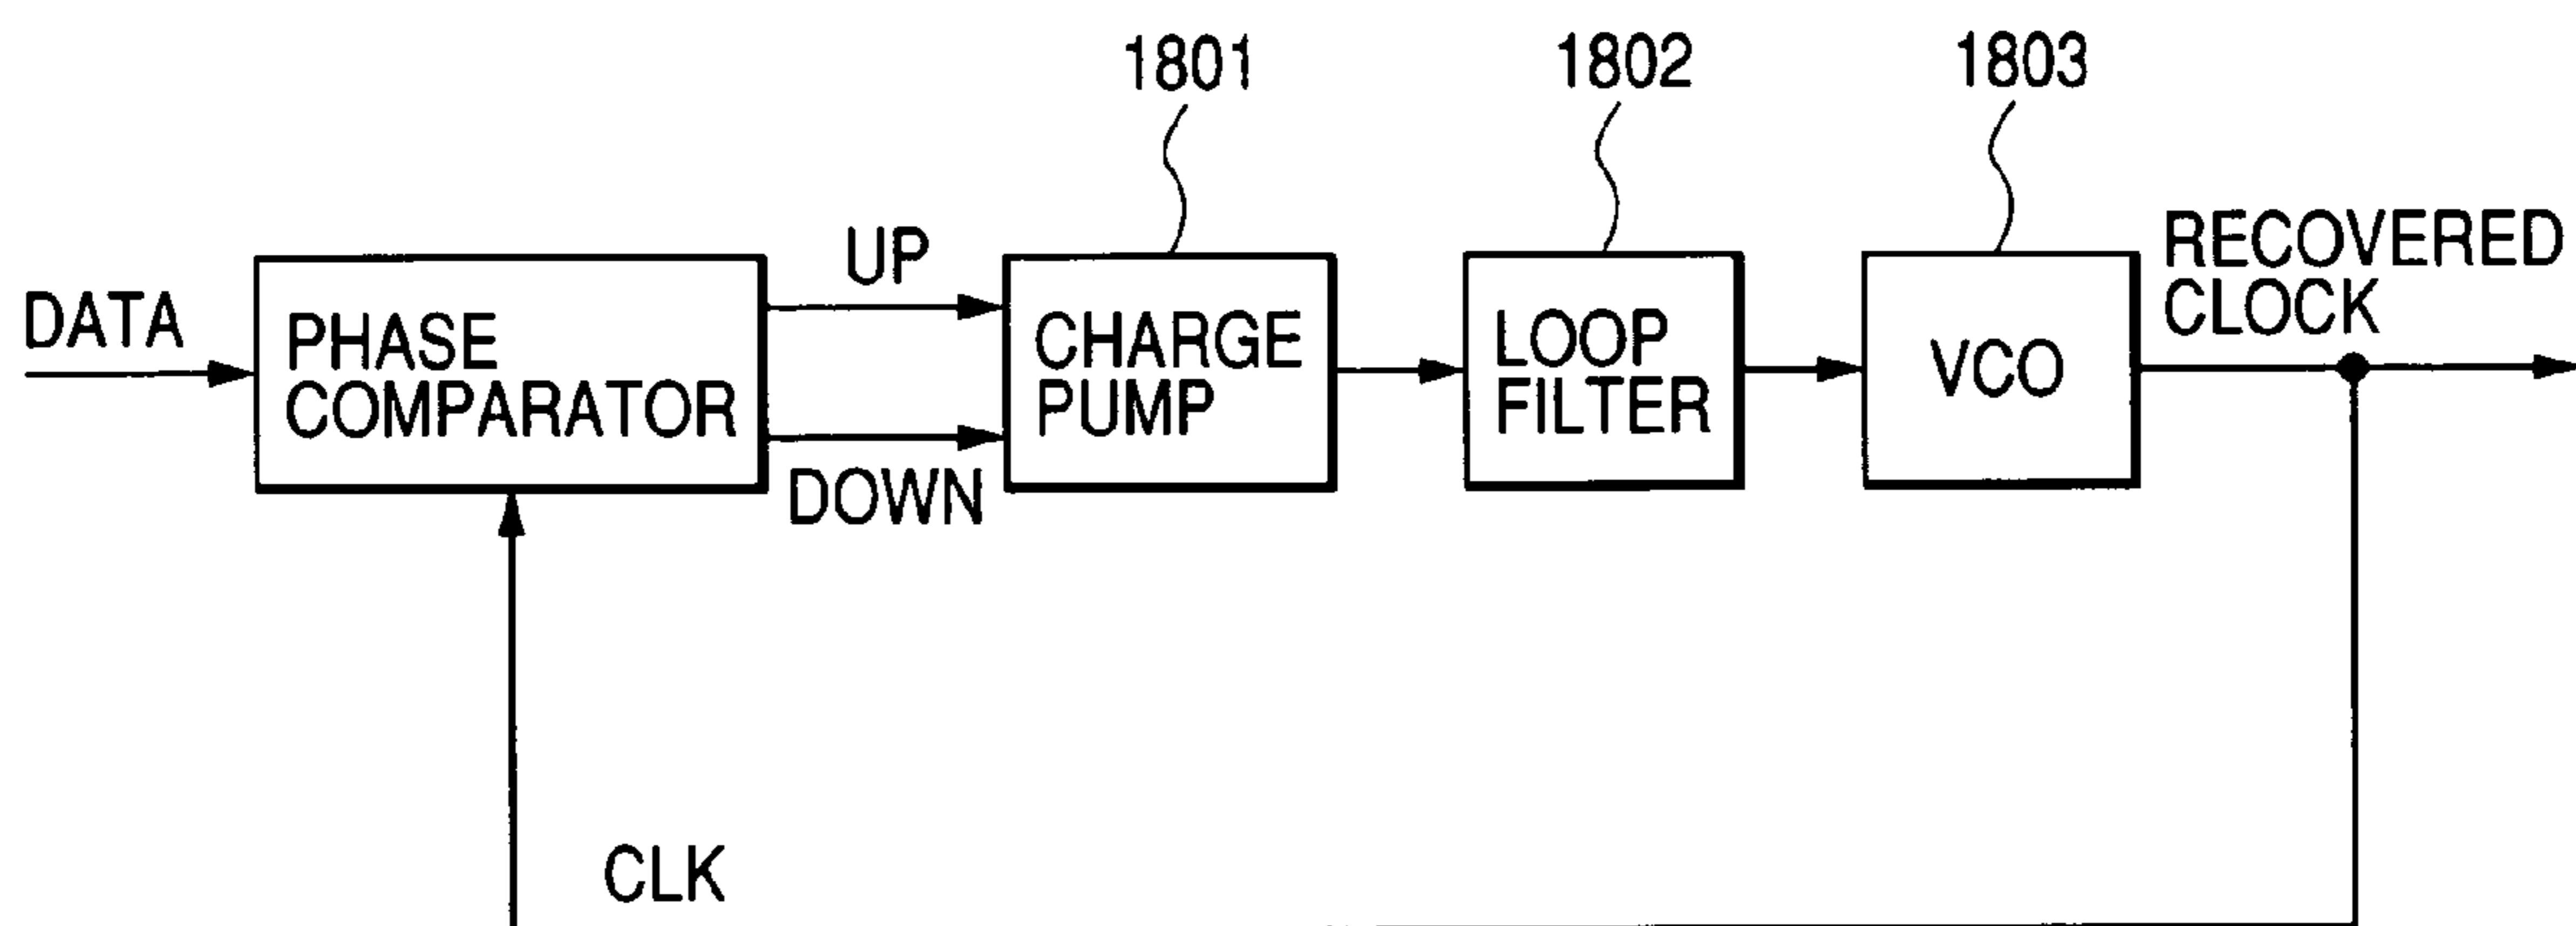 1801
1802
1803
DATA
PHASE
COMPARATOR
UP
DOWN
CHARGE
PUMP
LOOP
FILTER
VCO
RECOVERED
CLOCK
CLK